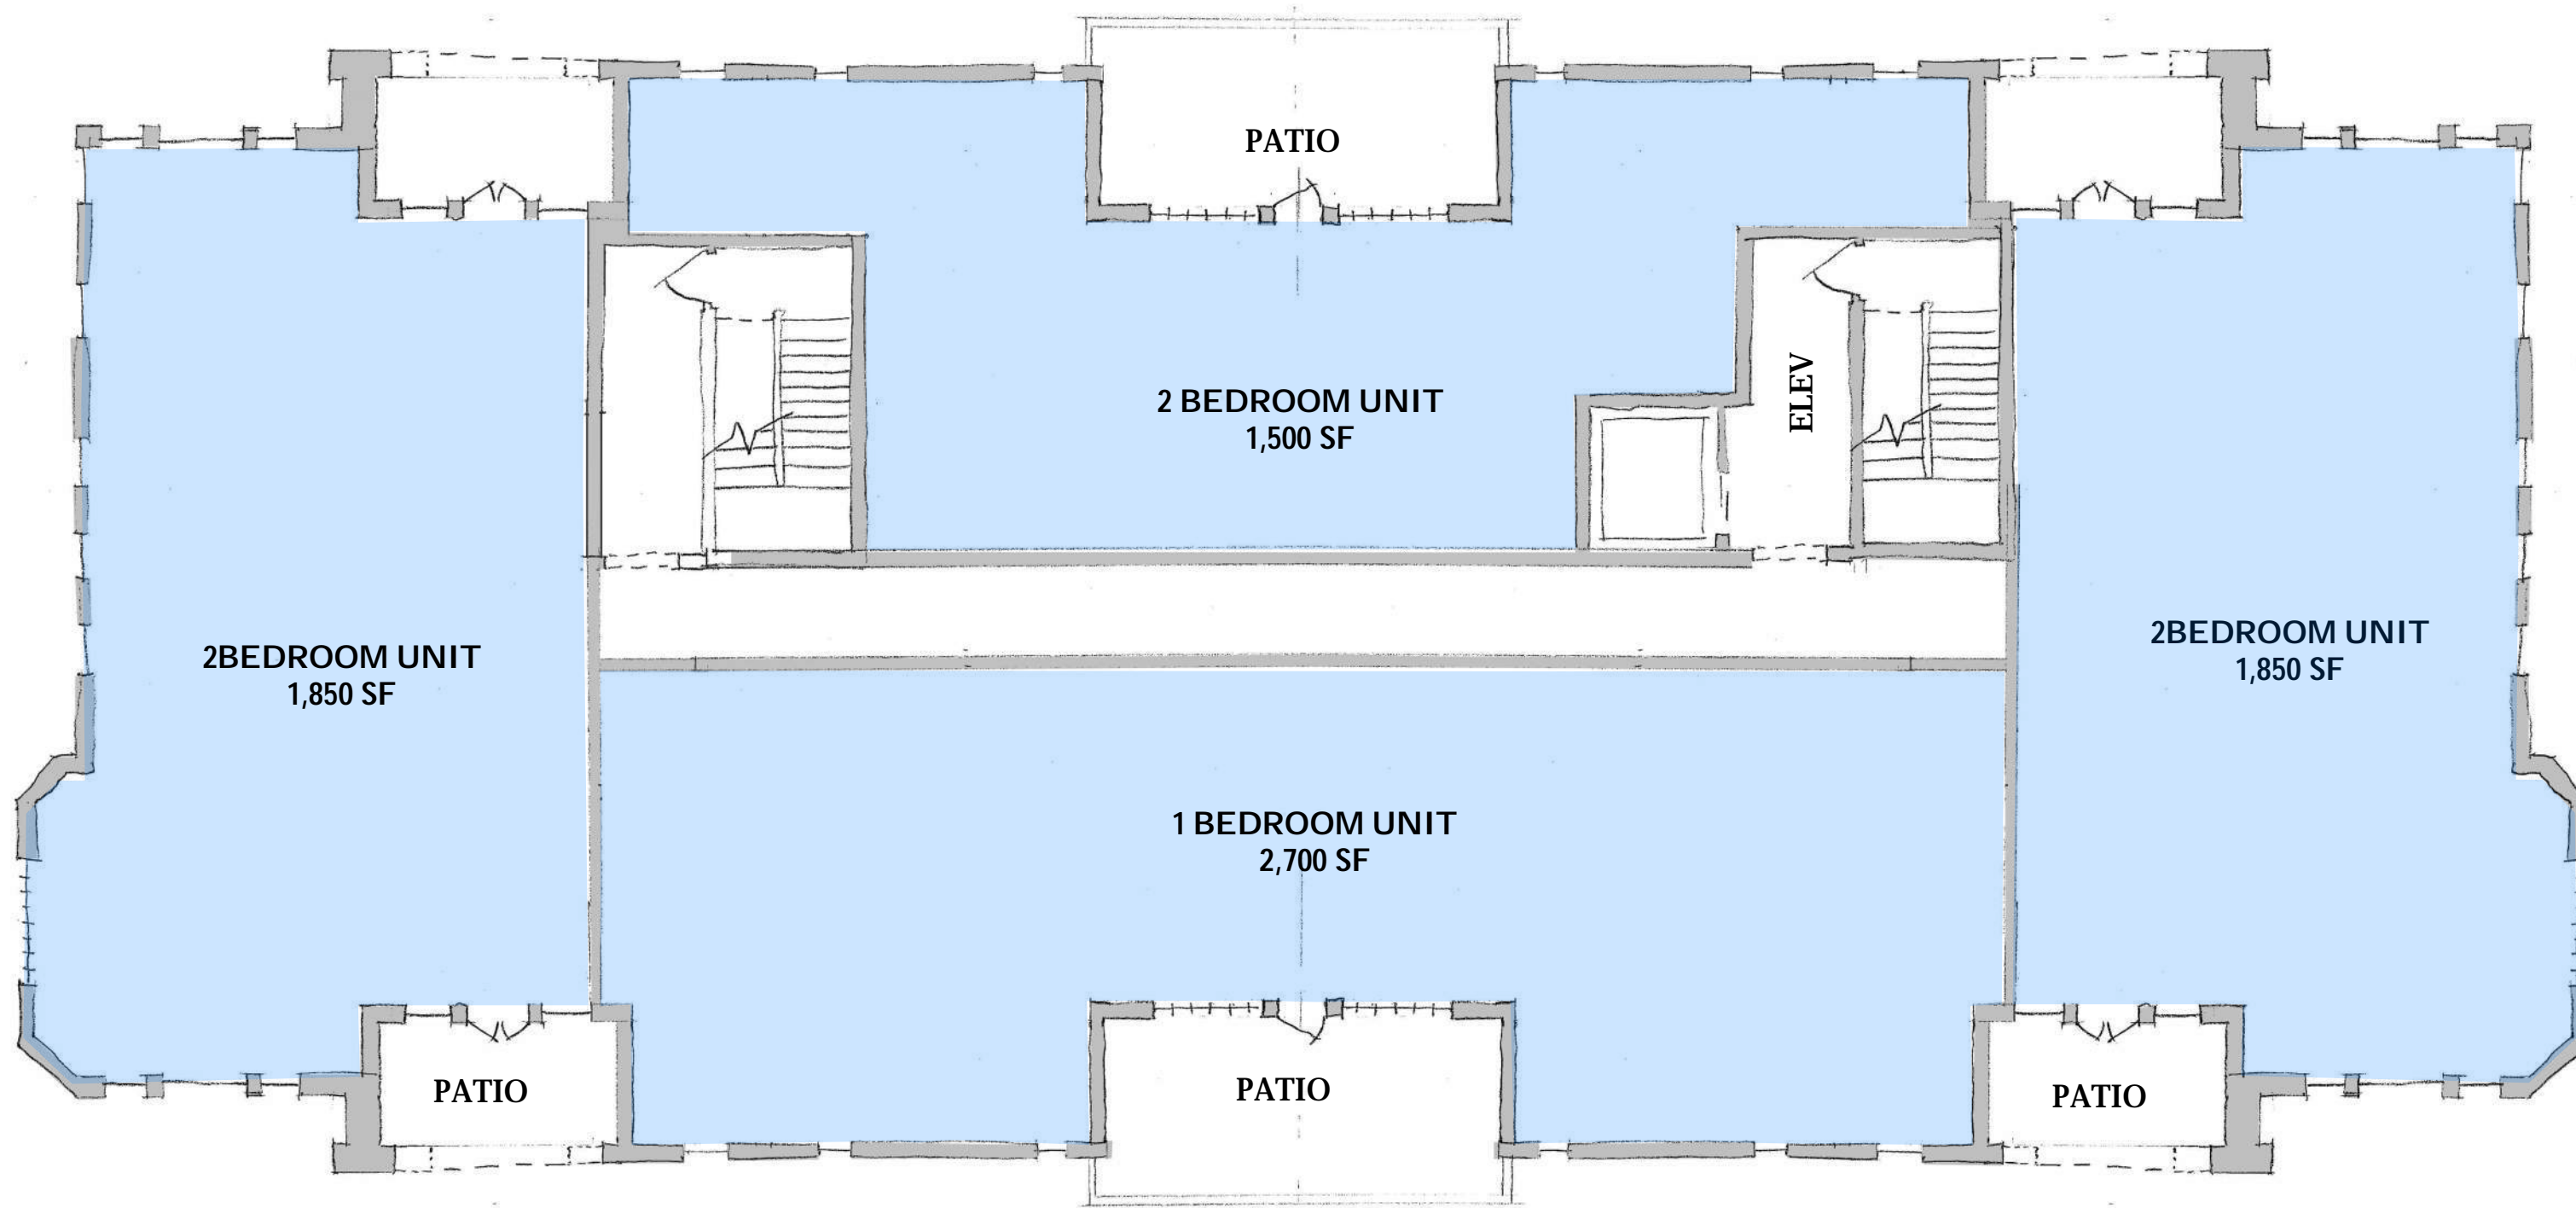 PATIO
ELEV
2 BEDROOM UNIT
1,500 SF
2BEDROOM UNIT
1,850 SF
2BEDROOM UNIT
1,850 SF
1 BEDROOM UNIT
2,700 SF
PATIO
PATIO
PATIO